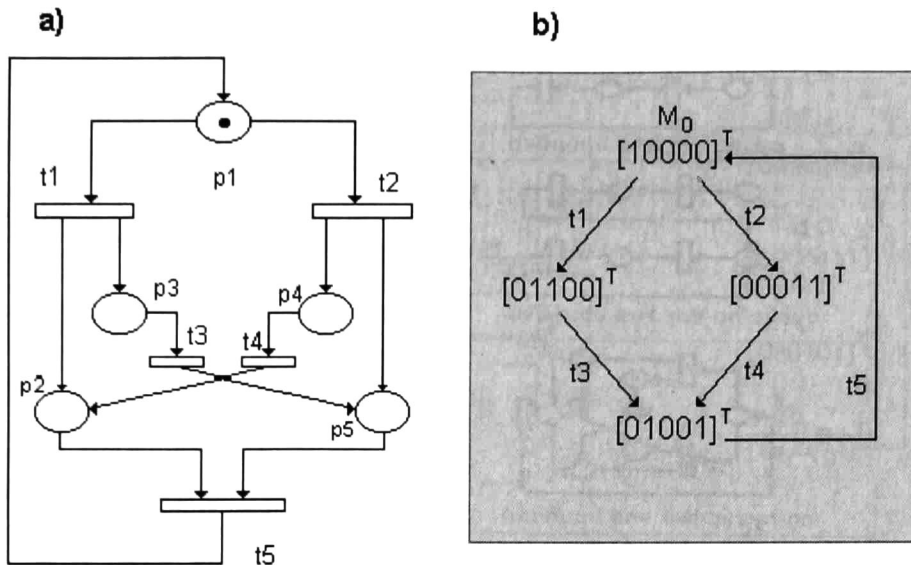 a)
p1
t1
t2
p3
p4
t3
t4
p2
p5
t5
b)
M0
[10000]T
t1
t2
[01100]T
[00011]T
t3
t4
t5
[01001]T